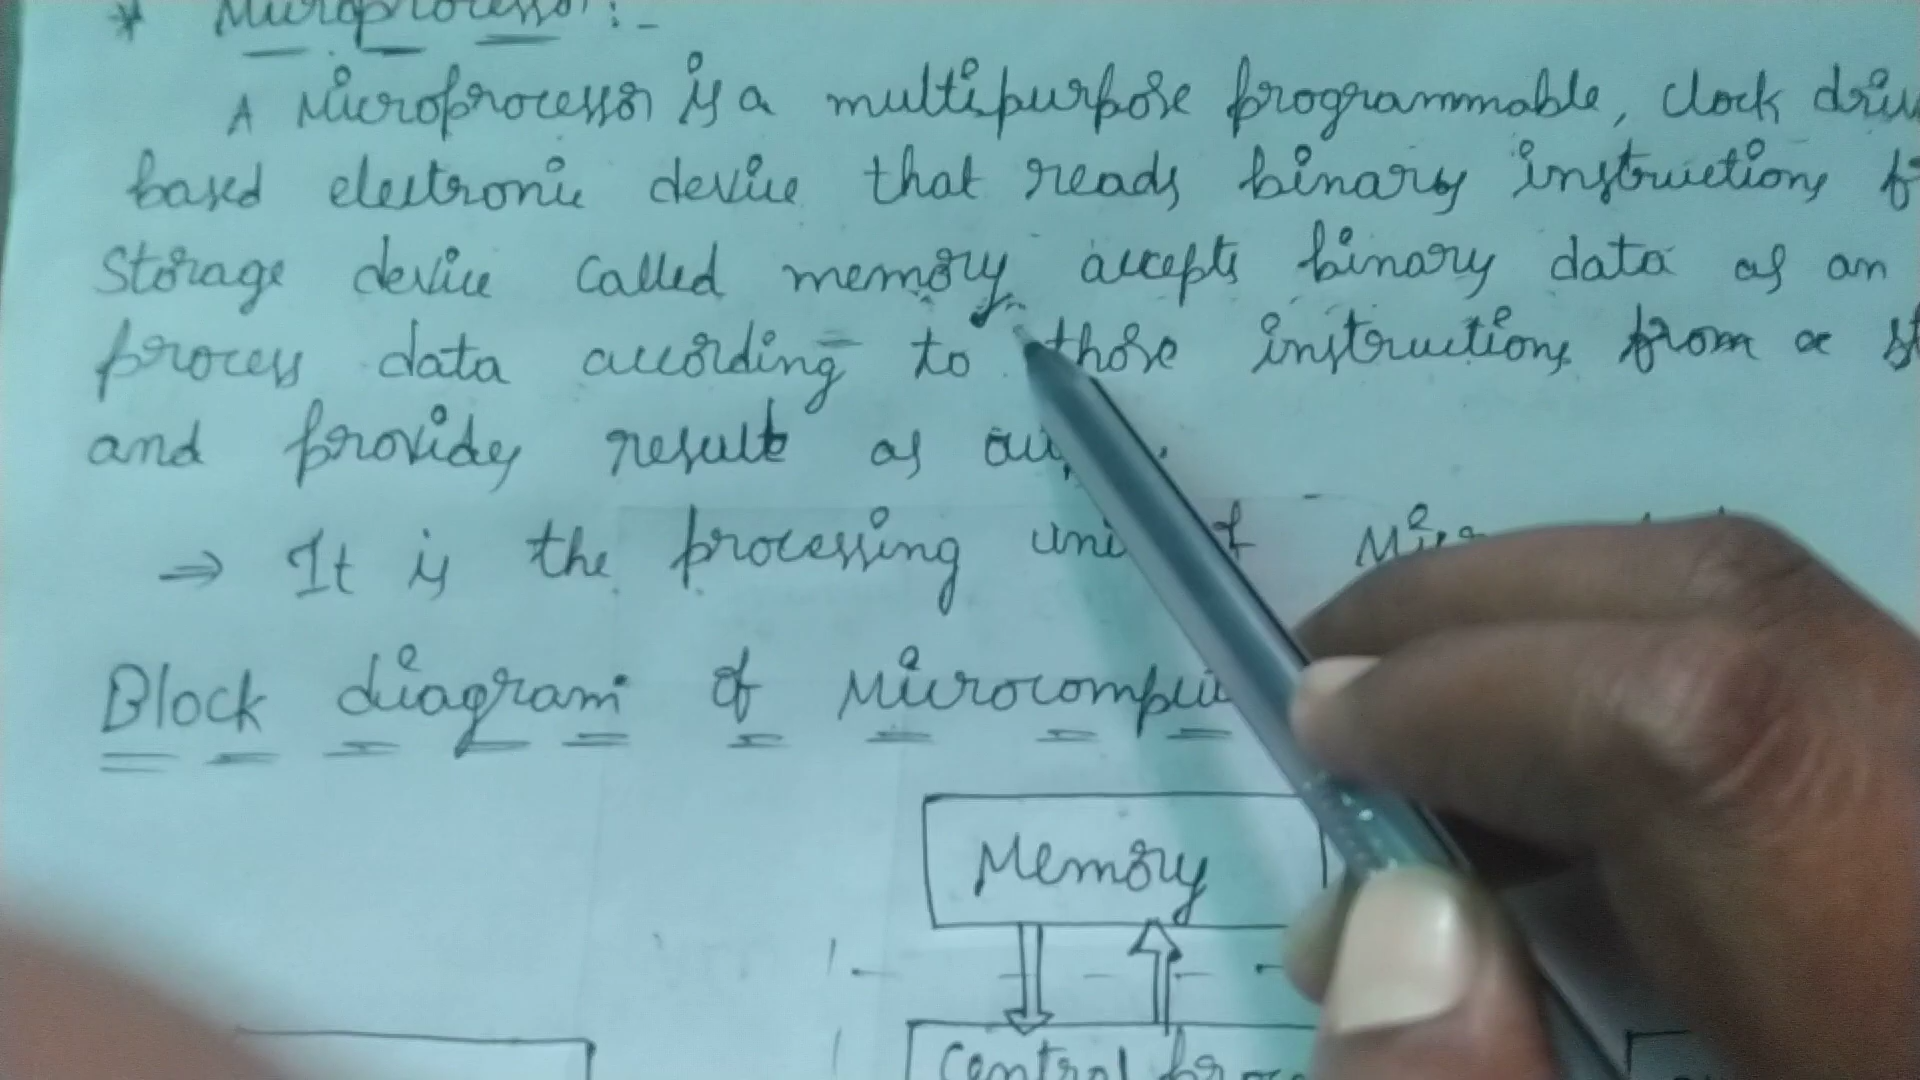 * Microprocessor :-
A Microprocessor is a multipurpose programmable, clock
based electronic device that reads binary instructions
Storage device called memory accepts binary data as an
process data according to those instructions from a
and provides result as
⇒ It is the processing
Block diagram of
Memory
Central